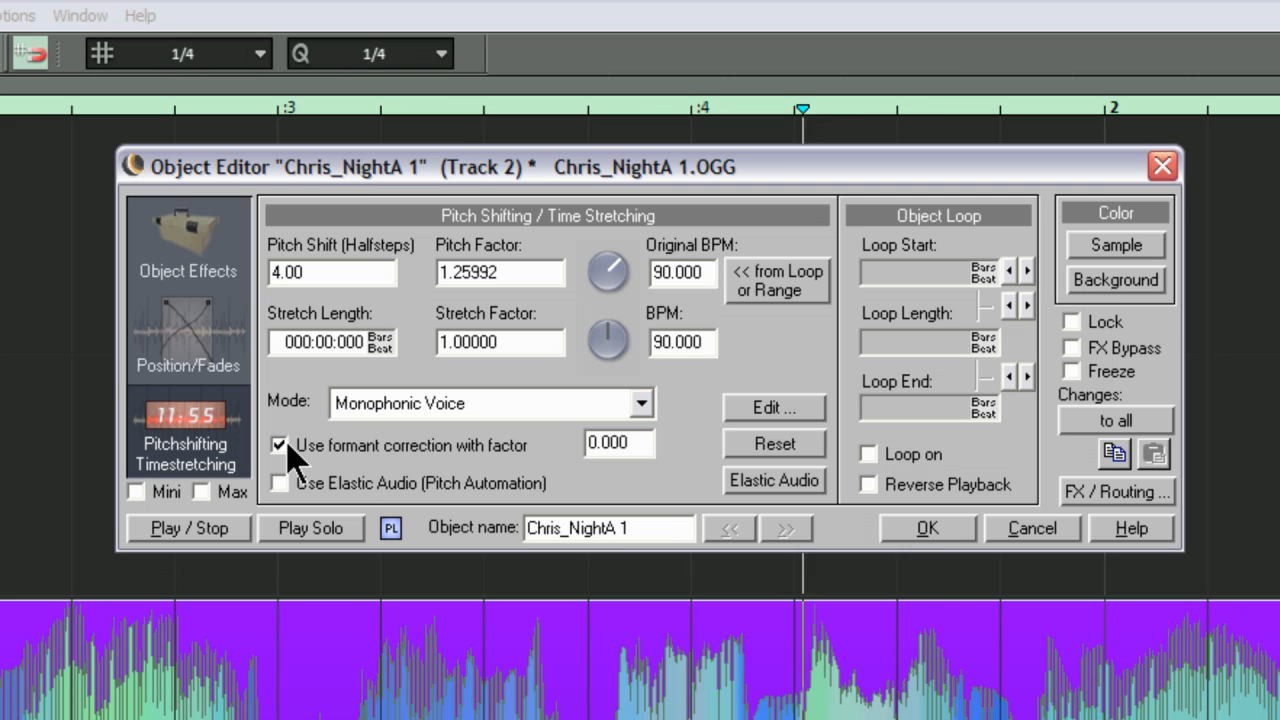 tions Window Help
1/4 Q 1/4
:3 :4 2
Object Editor "Chris_NightA 1" (Track 2) * Chris_NightA 1.OGG
Object Effects
Position/Fades
11:55
Pitchshifting
Timestretching
Mini Max
Pitch Shifting / Time Stretching
Pitch Shift (Halfsteps) Pitch Factor: Original BPM:
4.00 1.25992 90.000 << from Loop
or Range
Stretch Length: Stretch Factor: BPM:
000:00:000 Bars
Beat
1.00000 90.000
Mode: Monophonic Voice Edit ...
Use formant correction with factor 0.000 Reset
Use Elastic Audio (Pitch Automation) Elastic Audio
Object Loop
Loop Start:
Bars
Beat
Loop Length:
Bars
Beat
Loop End:
Bars
Beat
Loop on
Reverse Playback
Color
Sample
Background
Lock
FX Bypass
Freeze
Changes:
to all
FX / Routing ...
Play / Stop Play Solo PL Object name: Chris_NightA 1 << >> OK Cancel Help